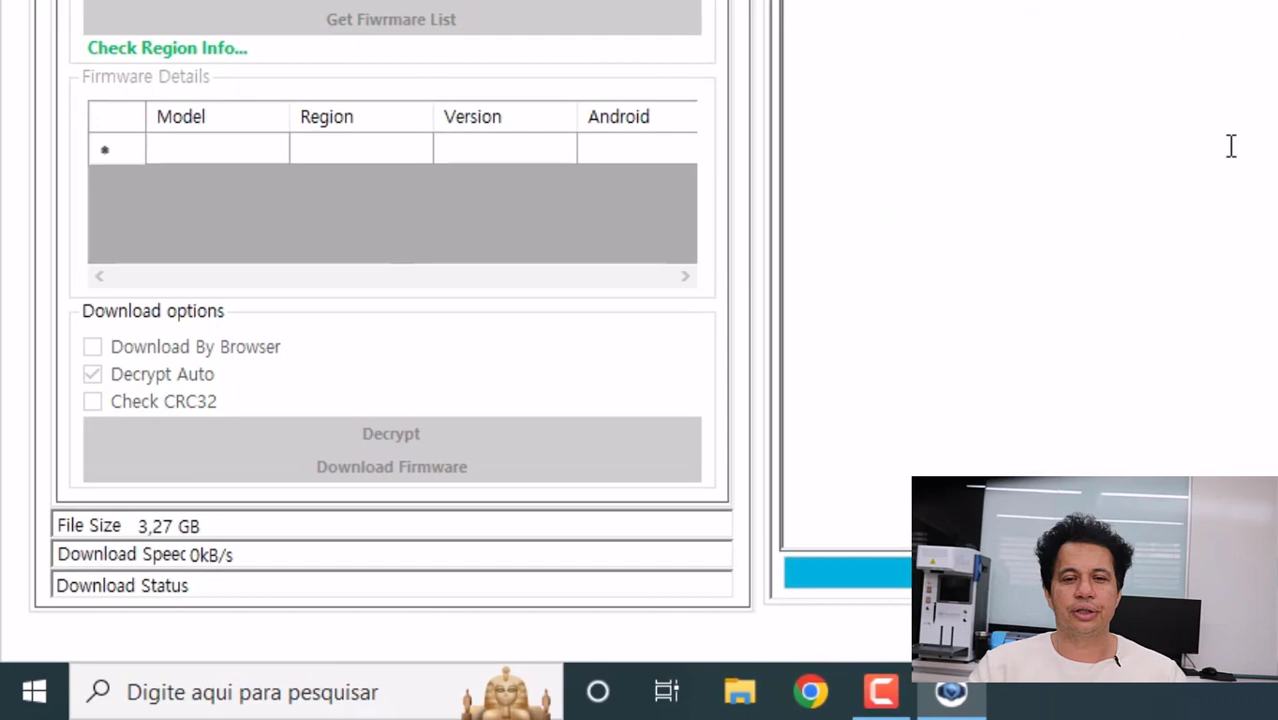 Get Fiwrmare List
Check Region Info...
Firmware Details
Model Region Version Android
Download options
Download By Browser
Decrypt Auto
Check CRC32
Decrypt
Download Firmware
File Size 3,27 GB
Download Speec 0kB/s
Download Status
Digite aqui para pesquisar